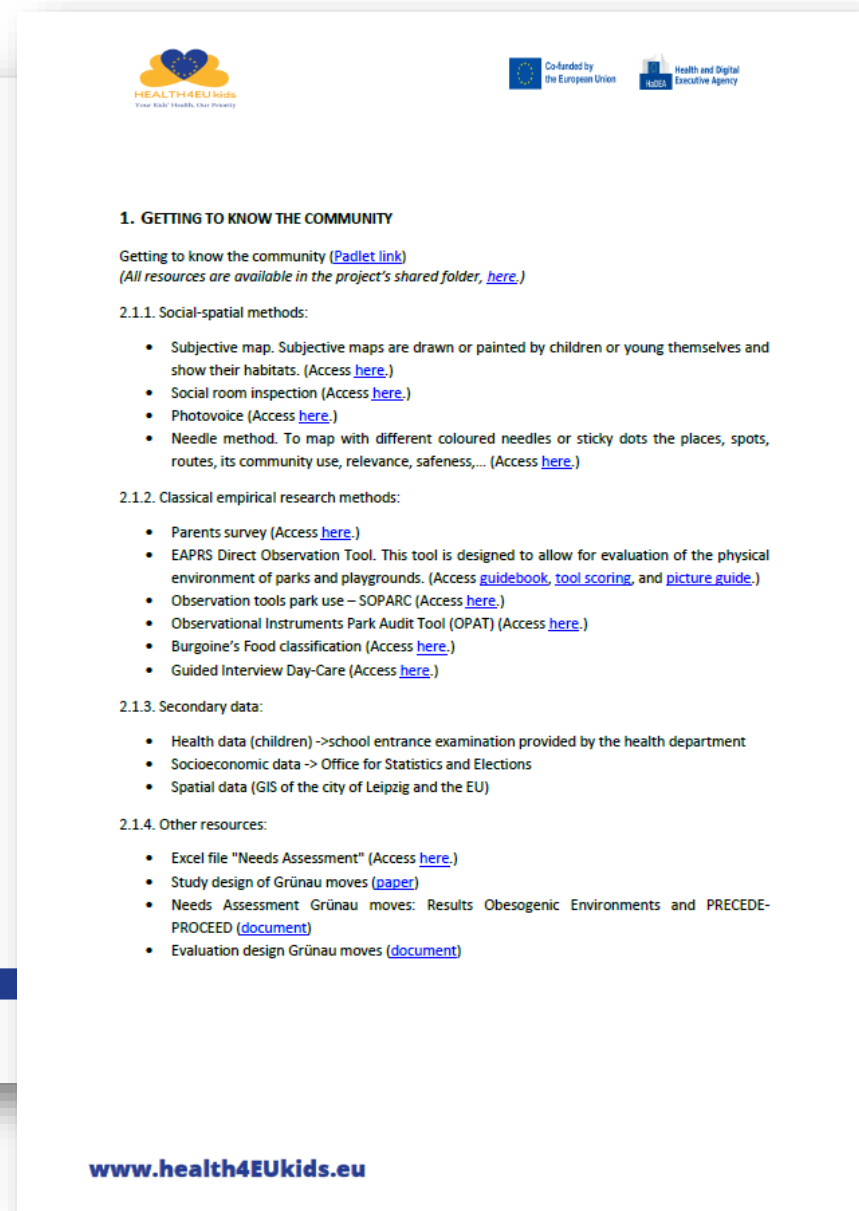 HEALTH4EUkids
Your Kids' Health, Our Priority
Co-funded by
the European Union
HaDEA
Health and Digital
Executive Agency
1. GETTING TO KNOW THE COMMUNITY
Getting to know the community (Padlet link)
(All resources are available in the project's shared folder, here.)
2.1.1. Social-spatial methods:
• Subjective map. Subjective maps are drawn or painted by children or young themselves and
show their habitats. (Access here.)
• Social room inspection (Access here.)
• Photovoice (Access here.)
• Needle method. To map with different coloured needles or sticky dots the places, spots,
routes, its community use, relevance, safeness,... (Access here.)
2.1.2. Classical empirical research methods:
• Parents survey (Access here.)
• EAPRS Direct Observation Tool. This tool is designed to allow for evaluation of the physical
environment of parks and playgrounds. (Access guidebook, tool scoring, and picture guide.)
• Observation tools park use – SOPARC (Access here.)
• Observational Instruments Park Audit Tool (OPAT) (Access here.)
• Burgoine's Food classification (Access here.)
• Guided Interview Day-Care (Access here.)
2.1.3. Secondary data:
• Health data (children) ->school entrance examination provided by the health department
• Socioeconomic data -> Office for Statistics and Elections
• Spatial data (GIS of the city of Leipzig and the EU)
2.1.4. Other resources:
• Excel file "Needs Assessment" (Access here.)
• Study design of Grünau moves (paper)
• Needs Assessment Grünau moves: Results Obesogenic Environments and PRECEDE-
PROCEED (document)
• Evaluation design Grünau moves (document)
www.health4EUkids.eu